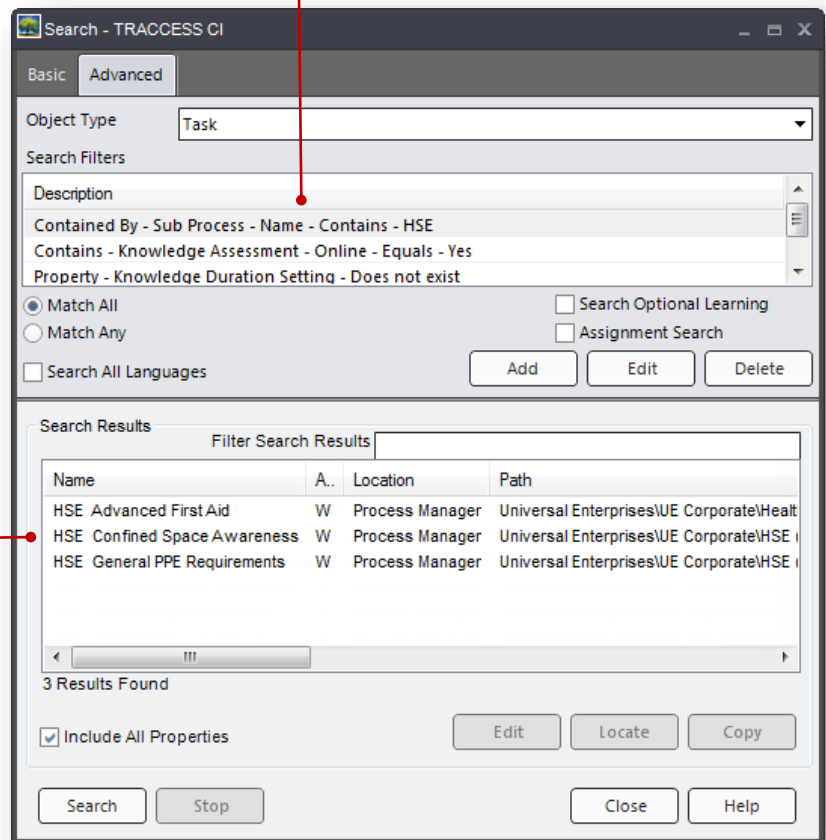 Search - TRACCESS CI
Basic Advanced
Object Type Task
Search Filters
Description
Contained By - Sub Process - Name - Contains - HSE
Contains - Knowledge Assessment - Online - Equals - Yes
Property - Knowledge Duration Setting - Does not exist
Match All Search Optional Learning
Match Any Assignment Search
Search All Languages Add Edit Delete
Search Results
Filter Search Results
Name A.. Location Path
HSE Advanced First Aid W Process Manager Universal Enterprises\UE Corporate\Healt
HSE Confined Space Awareness W Process Manager Universal Enterprises\UE Corporate\HSE
HSE General PPE Requirements W Process Manager Universal Enterprises\UE Corporate\HSE
3 Results Found
Include All Properties Edit Locate Copy
Search Stop Close Help